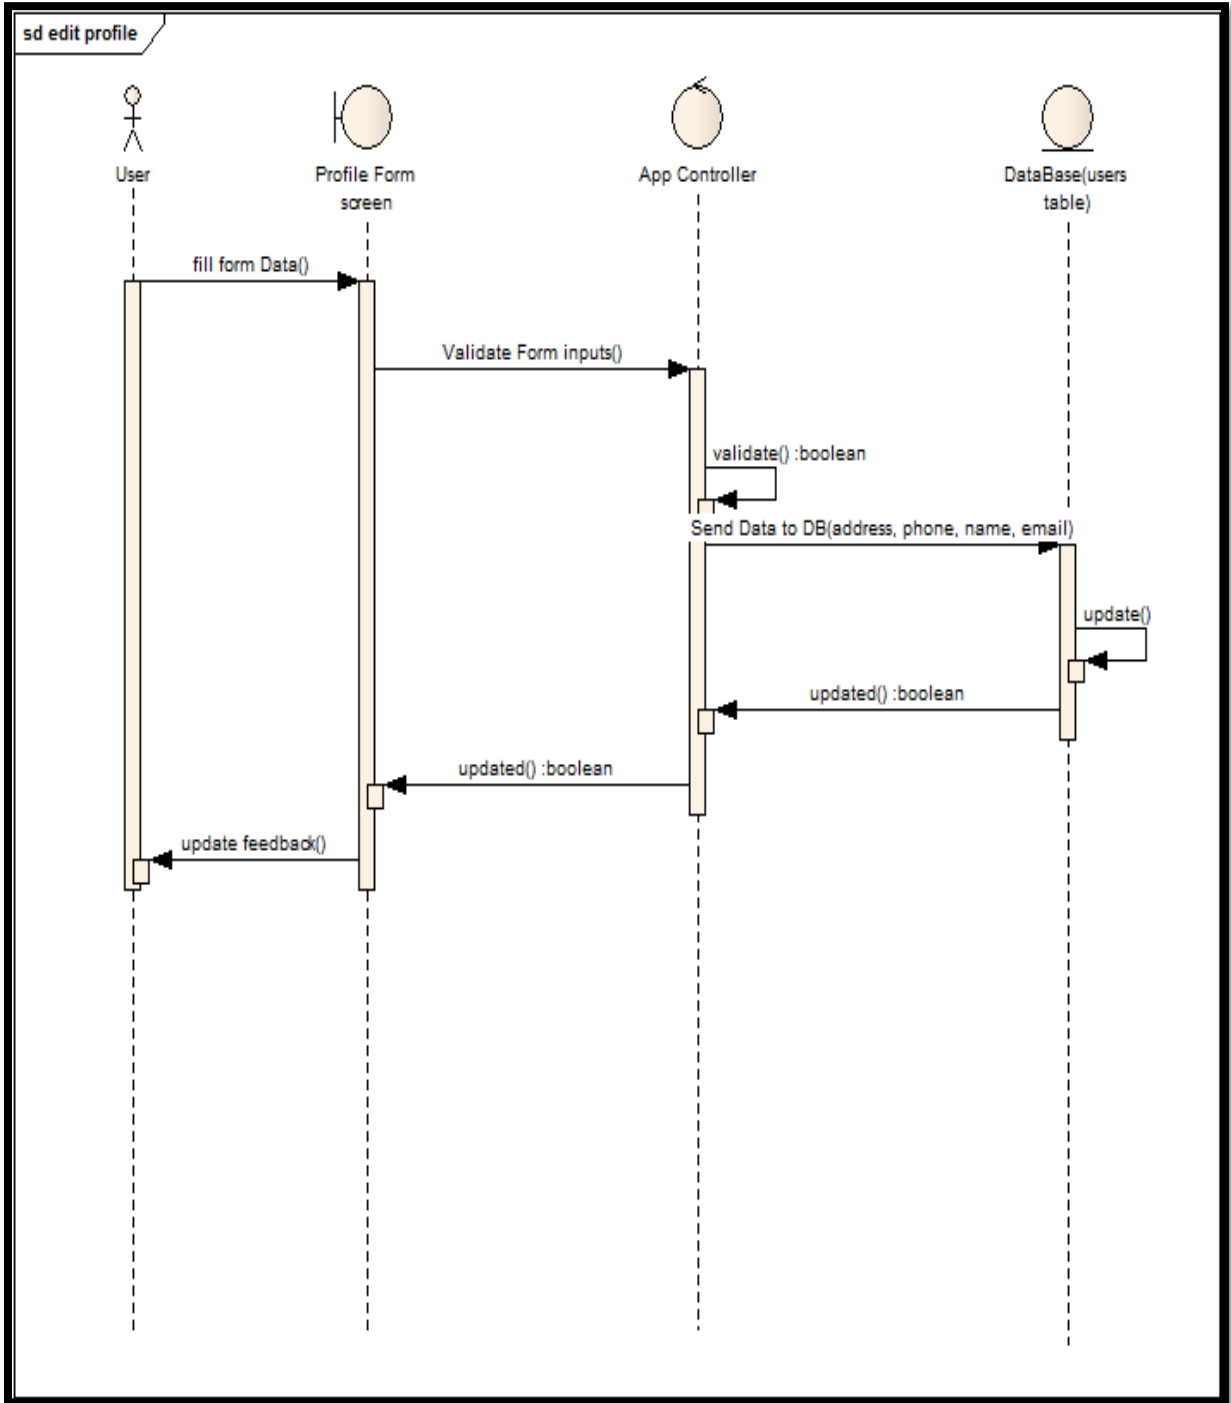 sd edit profile
User
Profile Form
screen
App Controller
DataBase(users
table)
fill form Data()
Validate Form inputs()
validate() :boolean
Send Data to DB(address, phone, name, email)
update()
updated() :boolean
updated() :boolean
update feedback()